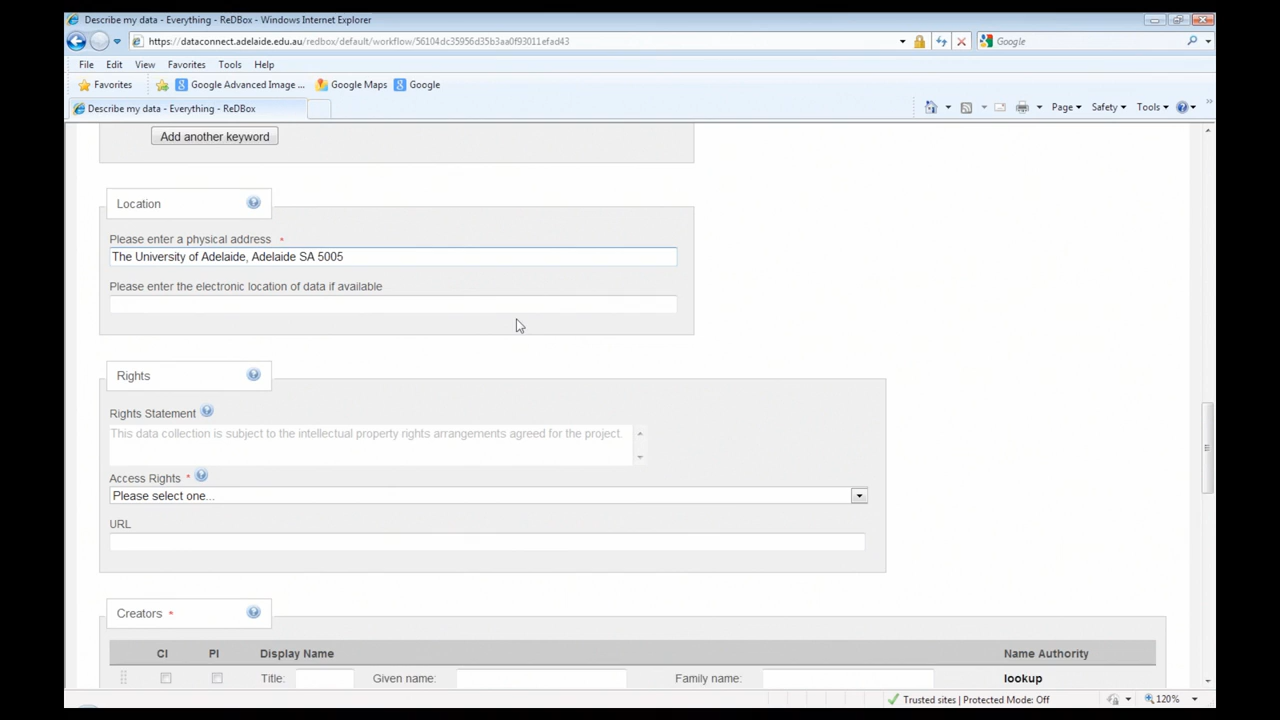 Describe my data - Everything - ReDBox - Windows Internet Explorer
https://dataconnect.adelaide.edu.au/redbox/default/workflow/56104dc35956d35b3aa0f93011efad43
Google
File Edit View Favorites Tools Help
Favorites Google Advanced Image ... Google Maps Google
Describe my data - Everything - ReDBox
Page Safety Tools
Add another keyword
Location
Please enter a physical address *
The University of Adelaide, Adelaide SA 5005
Please enter the electronic location of data if available
Rights
Rights Statement
This data collection is subject to the intellectual property rights arrangements agreed for the project.
Access Rights *
Please select one...
URL
Creators *
CI PI Display Name Name Authority
Title: Given name: Family name: lookup
Trusted sites | Protected Mode: Off 120%